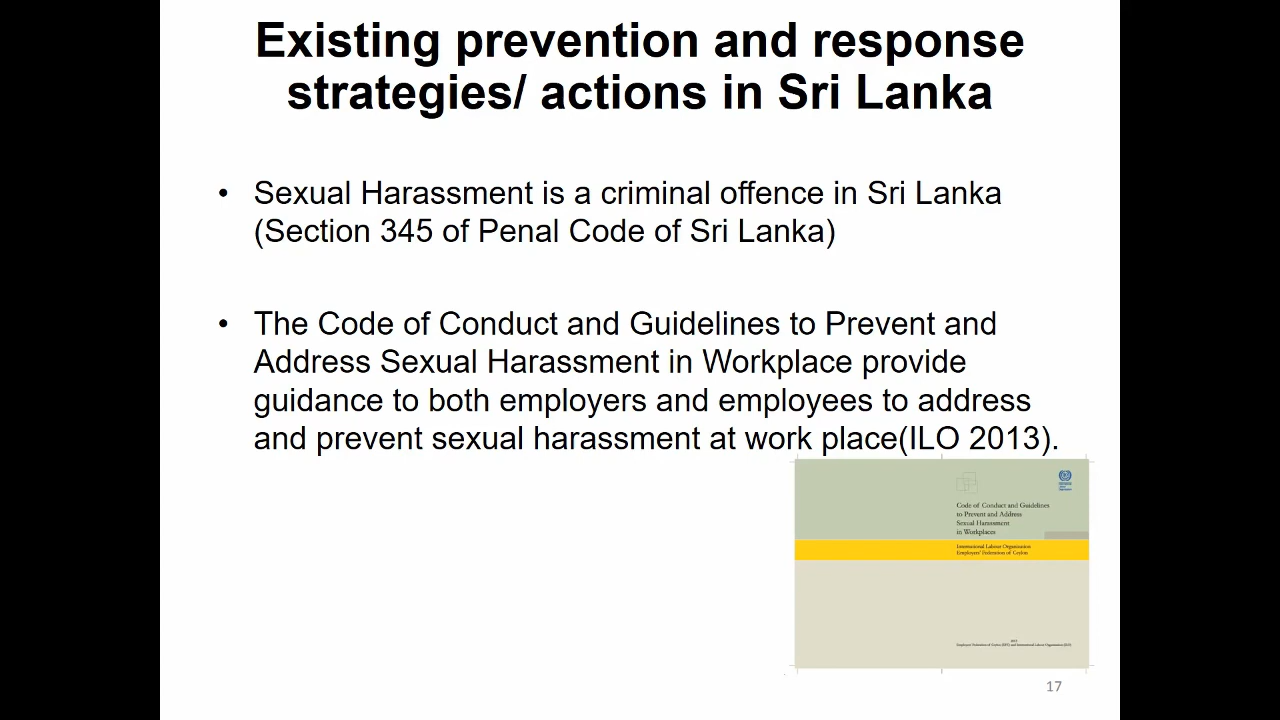 Existing prevention and response
strategies/ actions in Sri Lanka
• Sexual Harassment is a criminal offence in Sri Lanka
(Section 345 of Penal Code of Sri Lanka)
• The Code of Conduct and Guidelines to Prevent and
Address Sexual Harassment in Workplace provide
guidance to both employers and employees to address
and prevent sexual harassment at work place(ILO 2013).
Code of Conduct and Guidelines
to Prevent and Address
Sexual Harassment
in Workplaces
International Labour Organization
Employers' Federation of Ceylon
17